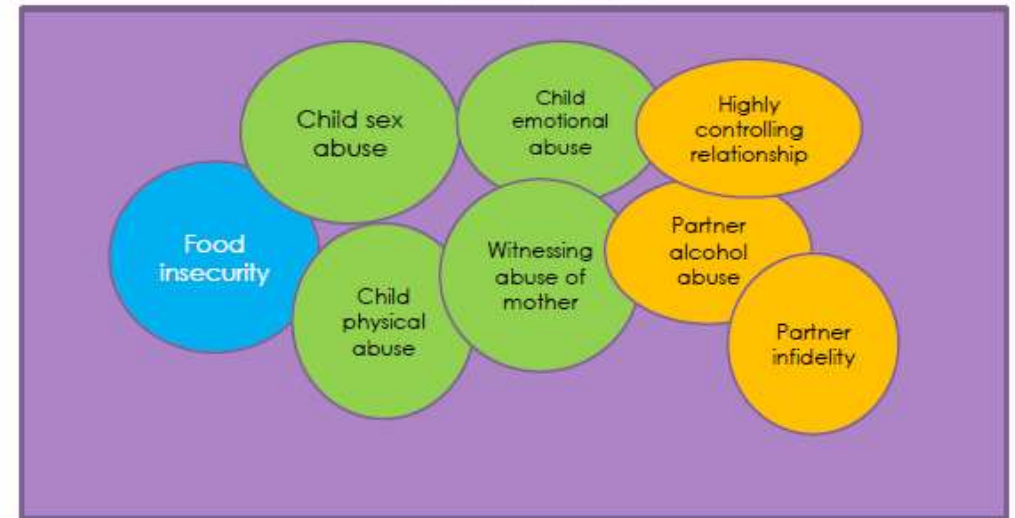 Child sex
abuse
Child
emotional
abuse
Highly
controlling
relationship
Food
insecurity
Child
physical
abuse
Witnessing
abuse of
mother
Partner
alcohol
abuse
Partner
infidelity